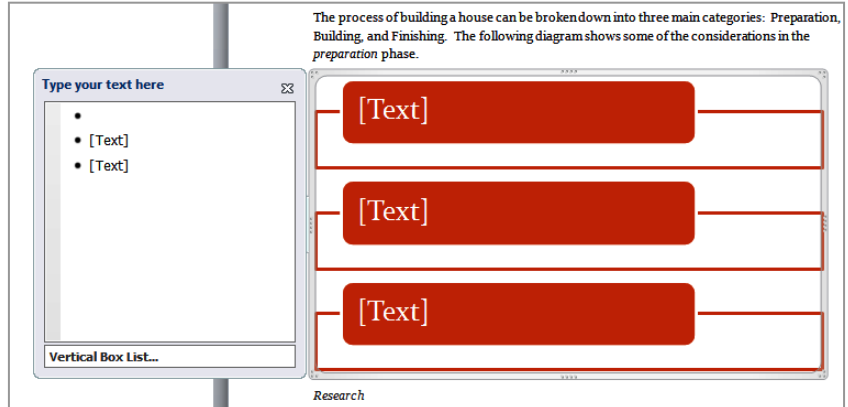 The process of building a house can be broken down into three main categories:  Preparation,
Building, and Finishing.  The following diagram shows some of the considerations in the
preparation phase.
Type your text here
[Text]
[Text]
Vertical Box List...
[Text]
[Text]
[Text]
Research